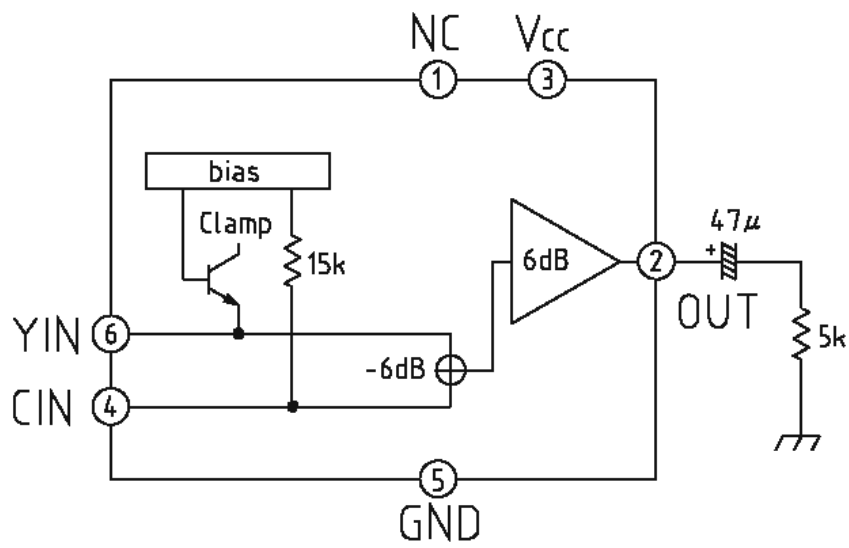 NC
Vcc
1
3
bias
Clamp
15k
6dB
2
+
47μ
OUT
5k
YIN
6
-6dB
CIN
4
5
GND